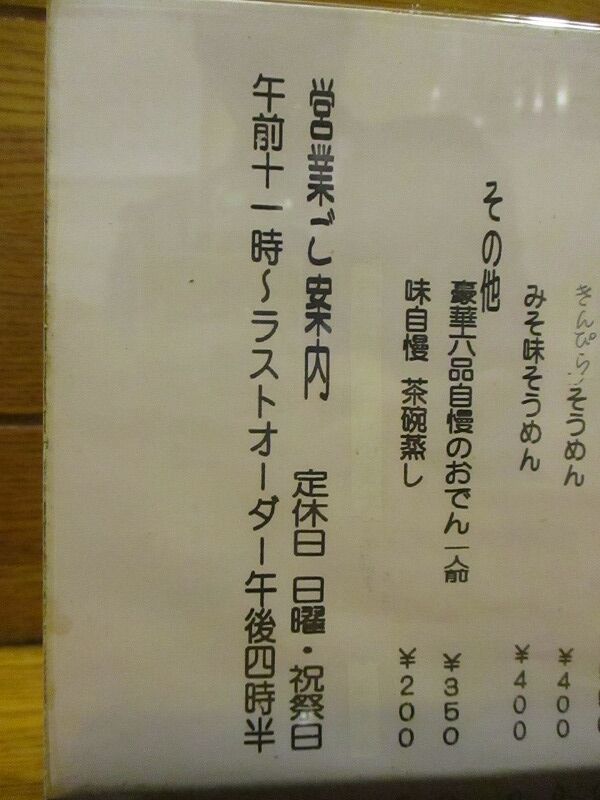 きんぴらそうめん ¥400
みそ味そうめん ¥400
その他
豪華六品自慢のおでん一人前 ¥350
味自慢 茶碗蒸し ¥200
営業ご案内 定休日 日曜・祝祭日
午前十一時~ラストオーダー午後四時半